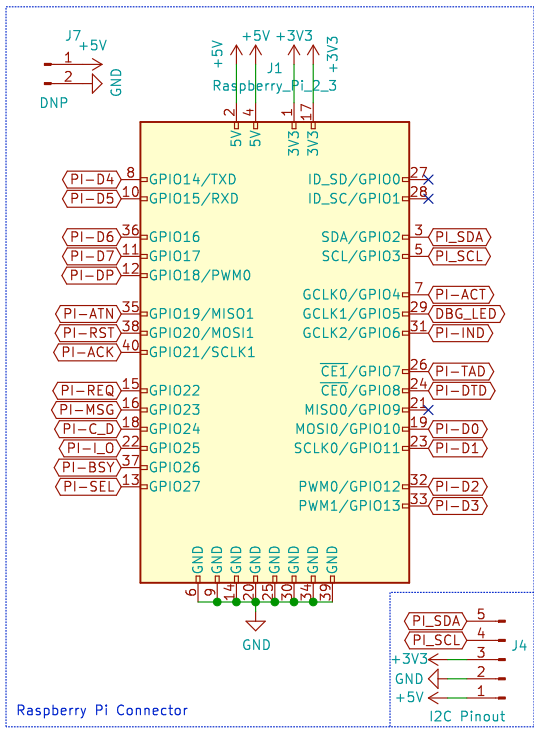 J7
+5V
1
2
GND
DNP
+5V
+5V
+3V3
+3V3
J1
Raspberry_Pi_2_3
2
4
1
17
5V
5V
3V3
3V3
PI-D4 8 GPIO14/TXD ID_SD/GPIO0 27
PI-D5 10 GPIO15/RXD ID_SC/GPIO1 28
PI-D6 36 GPIO16 SDA/GPIO2 3 PI_SDA
PI-D7 11 GPIO17 SCL/GPIO3 5 PI_SCL
PI-DP 12 GPIO18/PWM0
GCLK0/GPIO4 7 PI-ACT
PI-ATN 35 GPIO19/MISO1 GCLK1/GPIO5 29 DBG_LED
PI-RST 38 GPIO20/MOSI1 GCLK2/GPIO6 31 PI-IND
PI-ACK 40 GPIO21/SCLK1
CE1/GPIO7 26 PI-TAD
PI-REQ 15 GPIO22 CE0/GPIO8 24 PI-DTD
PI-MSG 16 GPIO23 MISO0/GPIO9 21
PI-C_D 18 GPIO24 MOSI0/GPIO10 19 PI-D0
PI-I_O 22 GPIO25 SCLK0/GPIO11 23 PI-D1
PI-BSY 37 GPIO26
PI-SEL 13 GPIO27 PWM0/GPIO12 32 PI-D2
PWM1/GPIO13 33 PI-D3
GND GND GND GND GND GND GND GND
6 9 14 20 25 30 34 39
GND
PI_SDA 5
PI_SCL 4
J4
+3V3 3
GND 2
+5V 1
I2C Pinout
Raspberry Pi Connector